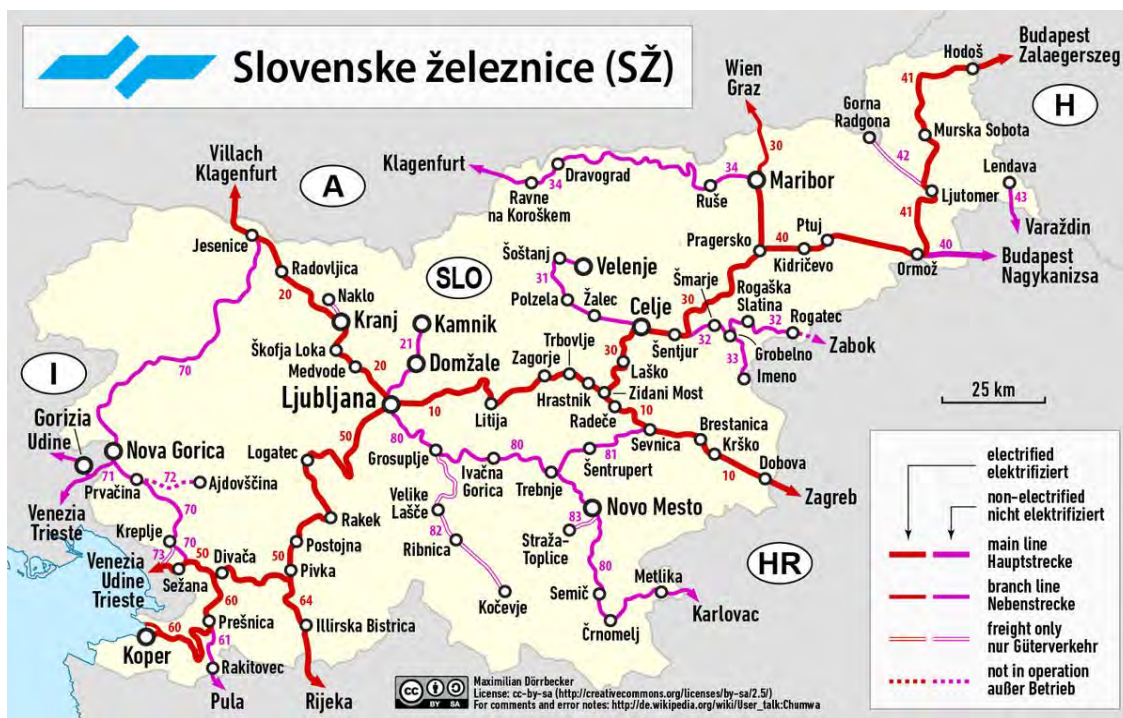 Slovenske železnice (SŽ)
Budapest
Zalaegerszeg
Hodoš
41
H
Wien
Graz
Gorna
Radgona
Murska Sobota
30
42
Lendava
Villach
Klagenfurt
Klagenfurt
A
34
Dravograd
34
Maribor
Ljutomer
43
Ravne
na Koroškem
Ruše
41
Varaždin
Jesenice
Ptuj
Pragersko
40
40
Šoštanj
Velenje
Kidričevo
Ormož
Budapest
Nagykanizsa
Radovljica
SLO
31
Šmarje
Rogaška
Slatina
20
Naklo
Polzela
Žalec
30
Rogatec
Kranj
Kamnik
Celje
32
32
Zabok
21
Trbovlje
Šentjur
Grobelno
Škofja Loka
Domžale
Zagorje
30
Laško
33
Medvode
20
Imeno
I
70
Hrastnik
Zidani Most
25 km
Ljubljana
10
Litija
Radeče
10
Gorizia
50
Brestanica
Udine
Nova Gorica
Logatec
80
Sevnica
Krško
Grosuplje
80
81
71
72
Ivačna
Gorica
Šentrupert
Dobova
Prvačina
Ajdovščina
Trebnje
10
Zagreb
Venezia
Trieste
70
Velike
Lašče
Novo Mesto
Rakek
83
Kreplje
70
82
Straža-
Toplice
73
50
Divača
Postojna
Ribnica
HR
Venezia
Udine
Trieste
50
Pivka
80
Sežana
Metlika
60
64
Kočevje
Semič
Karlovac
Prešnica
Illirska Bistrica
60
61
Črnomelj
Koper
Rakitovec
Pula
Rijeka
electrified
elektrifiziert
non-electrified
nicht elektrifiziert
main line
Hauptstrecke
branch line
Nebenstrecke
freight only
nur Güterverkehr
not in operation
außer Betrieb
cc
BY SA
Maximilian Dörrbecker
License: cc-by-sa (http://creativecommons.org/licenses/by-sa/2.5/)
For comments and error notes: http://de.wikipedia.org/wiki/User_talk:Chumwa